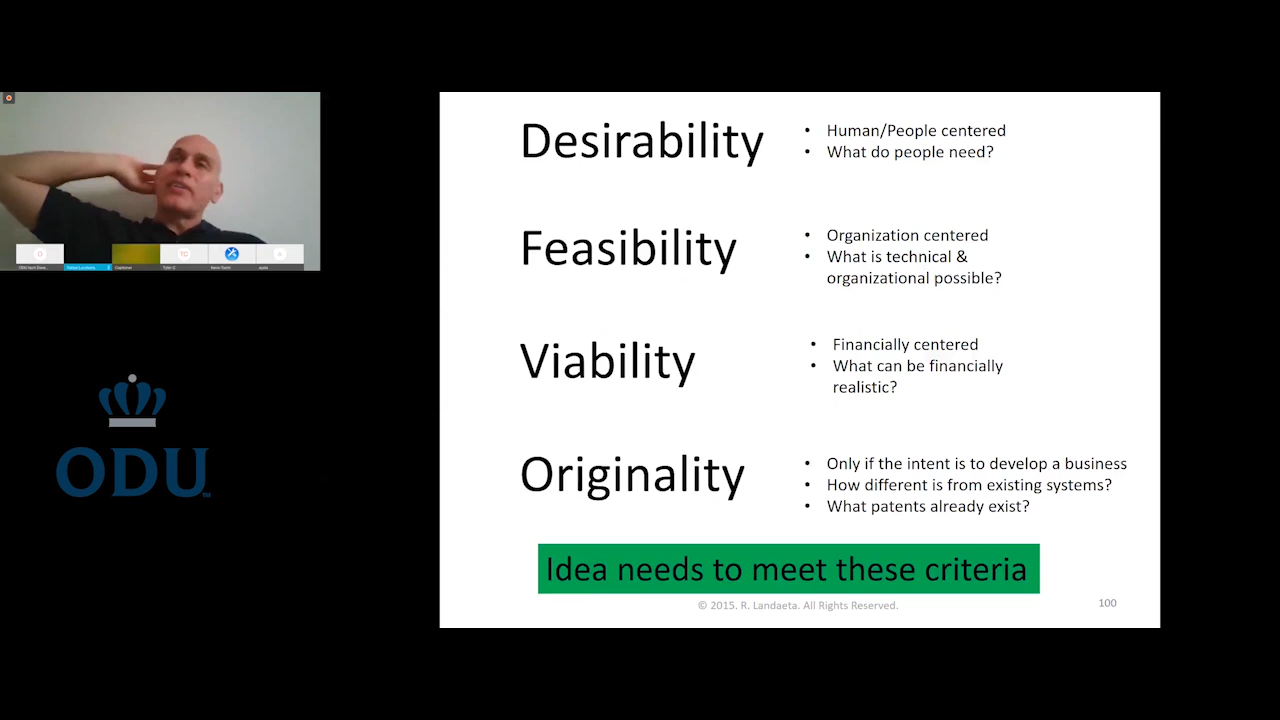 Desirability
• Human/People centered
• What do people need?
Feasibility
• Organization centered
• What is technical &
organizational possible?
Viability
• Financially centered
• What can be financially
realistic?
Originality
• Only if the intent is to develop a business
• How different is from existing systems?
• What patents already exist?
Idea needs to meet these criteria
© 2015. R. Landaeta. All Rights Reserved.
100
ODU
TC
Tyler C